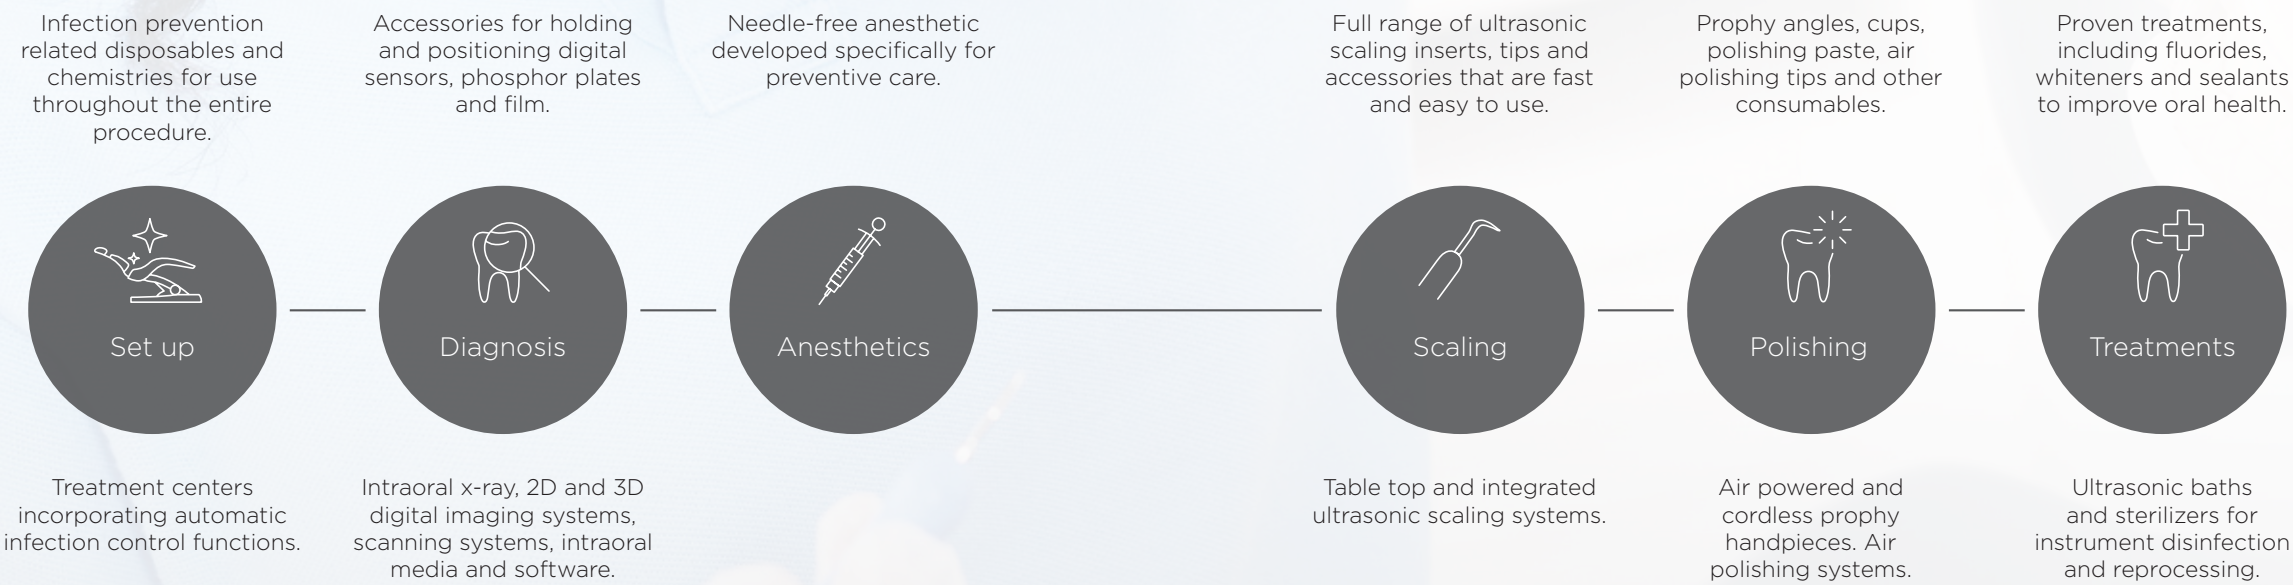 Infection prevention
related disposables and
chemistries for use
throughout the entire
procedure.
Accessories for holding
and positioning digital
sensors, phosphor plates
and film.
Needle-free anesthetic
developed specifically for
preventive care.
Full range of ultrasonic
scaling inserts, tips and
accessories that are fast
and easy to use.
Prophy angles, cups,
polishing paste, air
polishing tips and other
consumables.
Proven treatments,
including fluorides,
whiteners and sealants
to improve oral health.
Set up
Diagnosis
Anesthetics
Scaling
Polishing
Treatments
Treatment centers
incorporating automatic
infection control functions.
Intraoral x-ray, 2D and 3D
digital imaging systems,
scanning systems, intraoral
media and software.
Table top and integrated
ultrasonic scaling systems.
Air powered and
cordless prophy
handpieces. Air
polishing systems.
Ultrasonic baths
and sterilizers for
instrument disinfection
and reprocessing.